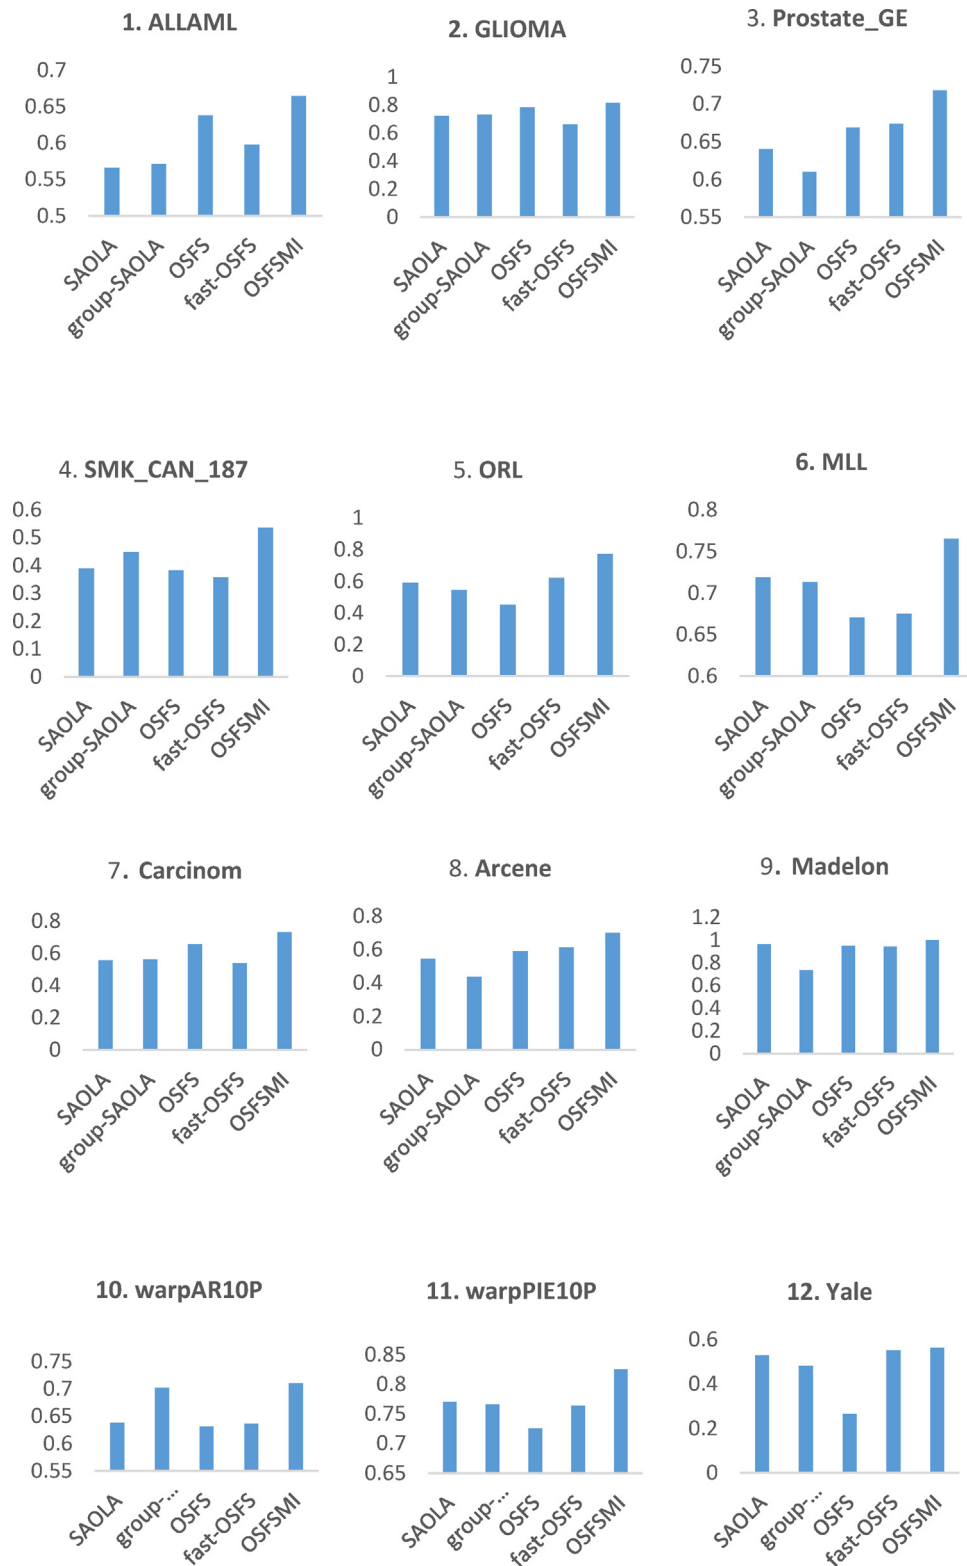 1. ALLAML
0.7
0.65
0.6
0.55
0.5
SAOLA
group-SAOLA
OSFS
fast-OSFS
OSFSMI
2. GLIOMA
1
0.8
0.6
0.4
0.2
0
SAOLA
group-SAOLA
OSFS
fast-OSFS
OSFSMI
3. Prostate_GE
0.75
0.7
0.65
0.6
0.55
SAOLA
group-SAOLA
OSFS
fast-OSFS
OSFSMI
4. SMK_CAN_187
0.6
0.5
0.4
0.3
0.2
0.1
0
SAOLA
group-SAOLA
OSFS
fast-OSFS
OSFSMI
5. ORL
1
0.8
0.6
0.4
0.2
0
SAOLA
group-SAOLA
OSFS
fast-OSFS
OSFSMI
6. MLL
0.8
0.75
0.7
0.65
0.6
SAOLA
group-SAOLA
OSFS
fast-OSFS
OSFSMI
7. Carcinom
0.8
0.6
0.4
0.2
0
SAOLA
group-SAOLA
OSFS
fast-OSFS
OSFSMI
8. Arcene
0.8
0.6
0.4
0.2
0
SAOLA
group-SAOLA
OSFS
fast-OSFS
OSFSMI
9. Madelon
1.2
1
0.8
0.6
0.4
0.2
0
SAOLA
group-SAOLA
OSFS
fast-OSFS
OSFSMI
10. warpAR10P
0.75
0.7
0.65
0.6
0.55
SAOLA
group-...
OSFS
fast-OSFS
OSFSMI
11. warpPIE10P
0.85
0.8
0.75
0.7
0.65
SAOLA
group-...
OSFS
fast-OSFS
OSFSMI
12. Yale
0.6
0.4
0.2
0
SAOLA
group-...
OSFS
fast-OSFS
OSFSMI